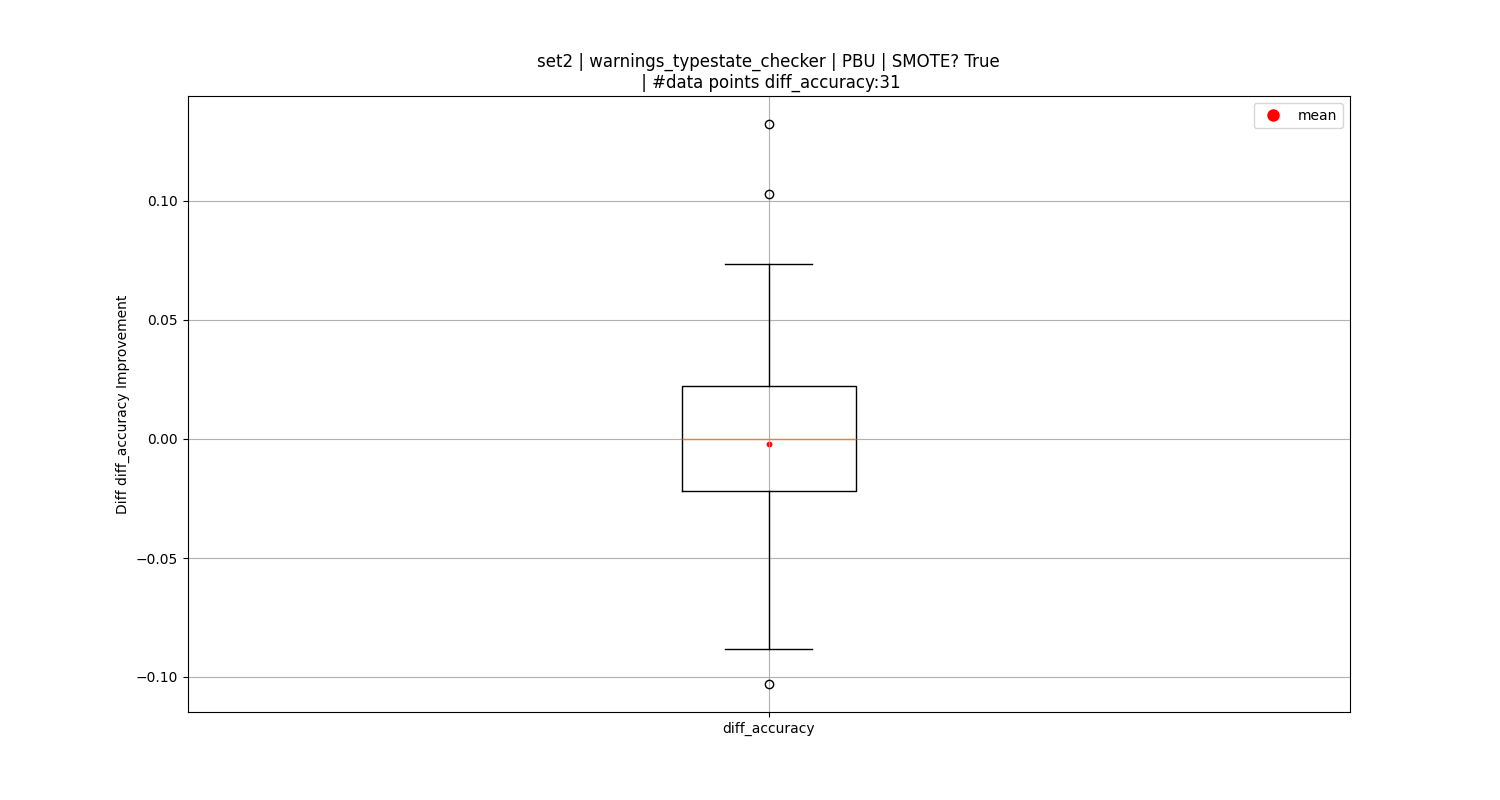 set2 | warnings_typestate_checker | PBU | SMOTE? True
| #data points diff_accuracy:31
mean
0.10
0.05
0.00
−0.05
−0.10
Diff diff_accuracy Improvement
diff_accuracy